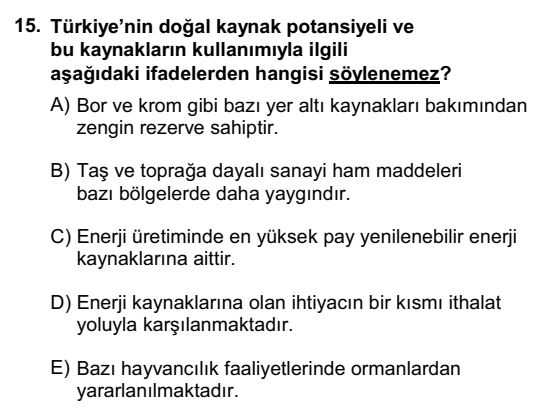 15. Türkiye’nin doğal kaynak potansiyeli ve
bu kaynakların kullanımıyla ilgili
aşağıdaki ifadelerden hangisi söylenemez?
A) Bor ve krom gibi bazı yer altı kaynakları bakımından
zengin rezerve sahiptir.
B) Taş ve toprağa dayalı sanayi ham maddeleri
bazı bölgelerde daha yaygındır.
C) Enerji üretiminde en yüksek pay yenilenebilir enerji
kaynaklarına aittir.
D) Enerji kaynaklarına olan ihtiyacın bir kısmı ithalat
yoluyla karşılanmaktadır.
E) Bazı hayvancılık faaliyetlerinde ormanlardan
yararlanılmaktadır.